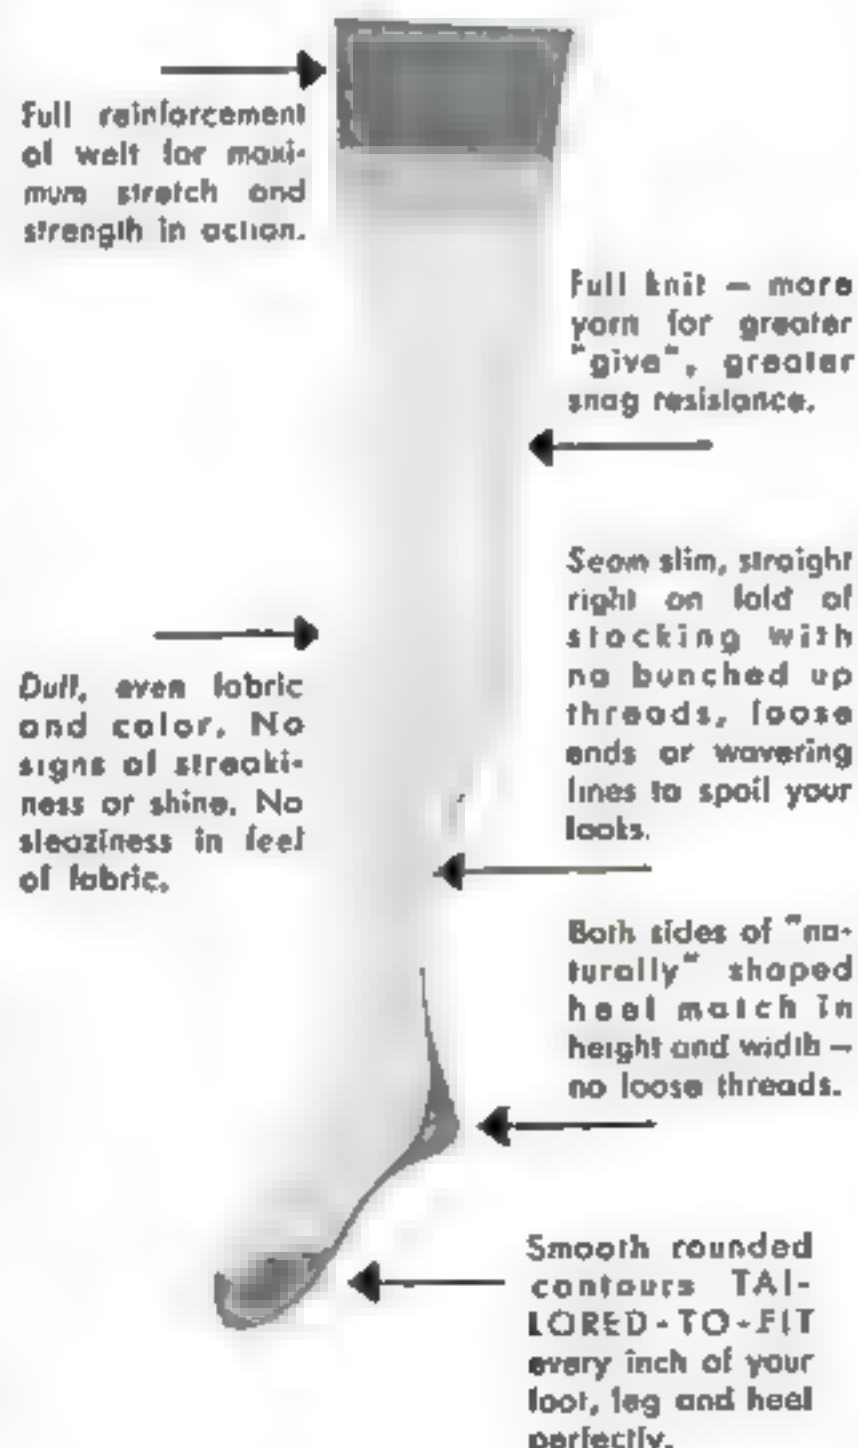 Full reinforcement
of welt for maxi-
mum stretch and
strength in action.
Full knit — more
yarn for greater
"give", greater
snag resistance.
Dull, even fabric
and color. No
signs of streaki-
ness or shine. No
sleaziness in feel
of fabric.
Seam slim, straight
right on fold of
stocking with
no bunched up
threads, loose
ends or wavering
lines to spoil your
looks.
Both sides of "na-
turally" shaped
heel match in
height and width —
no loose threads.
Smooth rounded
contours TAI-
LORED-TO-FIT
every inch of your
foot, leg and heel
perfectly.